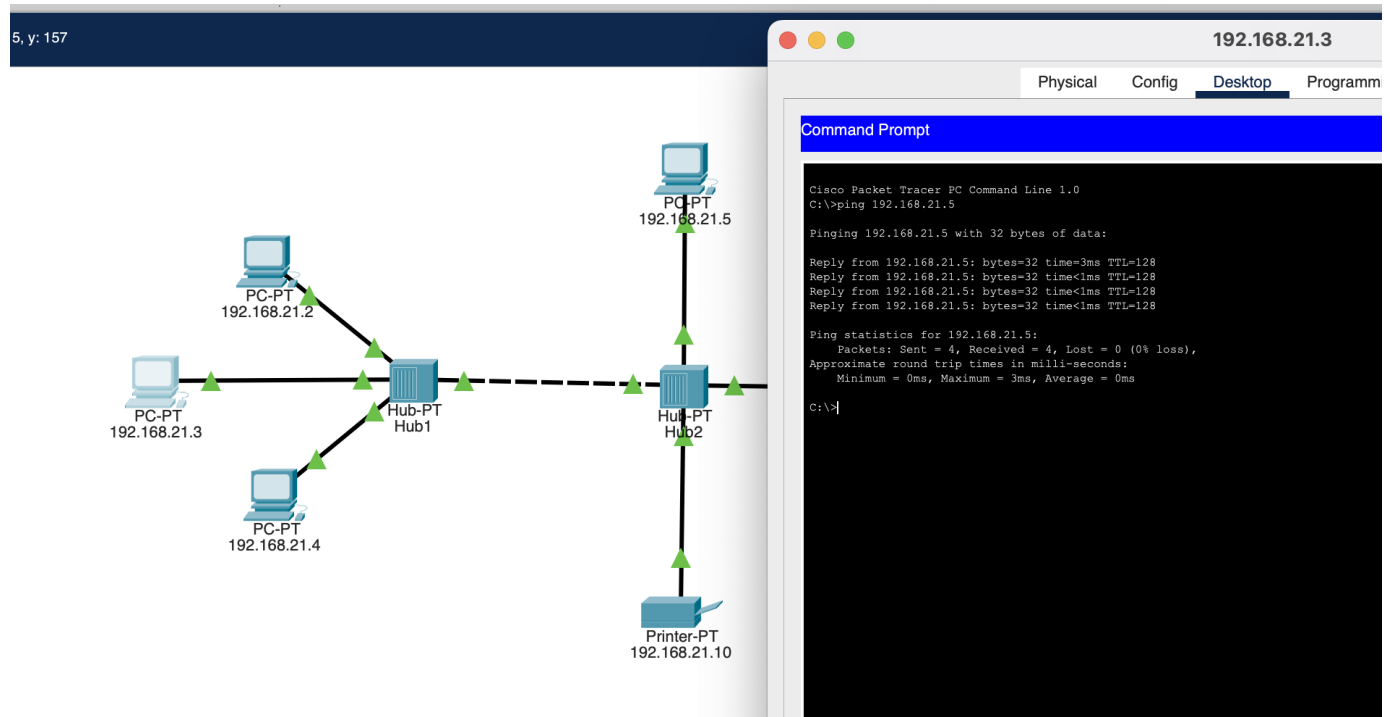 5, y: 157
PC-PT
192.168.21.5
PC-PT
192.168.21.2
PC-PT
192.168.21.3
Hub-PT
Hub1
Hub-PT
Hub2
PC-PT
192.168.21.4
Printer-PT
192.168.21.10
192.168.21.3
Physical Config Desktop Programmi
Command Prompt
Cisco Packet Tracer PC Command Line 1.0
C:\>ping 192.168.21.5
Pinging 192.168.21.5 with 32 bytes of data:
Reply from 192.168.21.5: bytes=32 time=3ms TTL=128
Reply from 192.168.21.5: bytes=32 time<1ms TTL=128
Reply from 192.168.21.5: bytes=32 time<1ms TTL=128
Reply from 192.168.21.5: bytes=32 time<1ms TTL=128
Ping statistics for 192.168.21.5:
Packets: Sent = 4, Received = 4, Lost = 0 (0% loss),
Approximate round trip times in milli-seconds:
Minimum = 0ms, Maximum = 3ms, Average = 0ms
C:\>